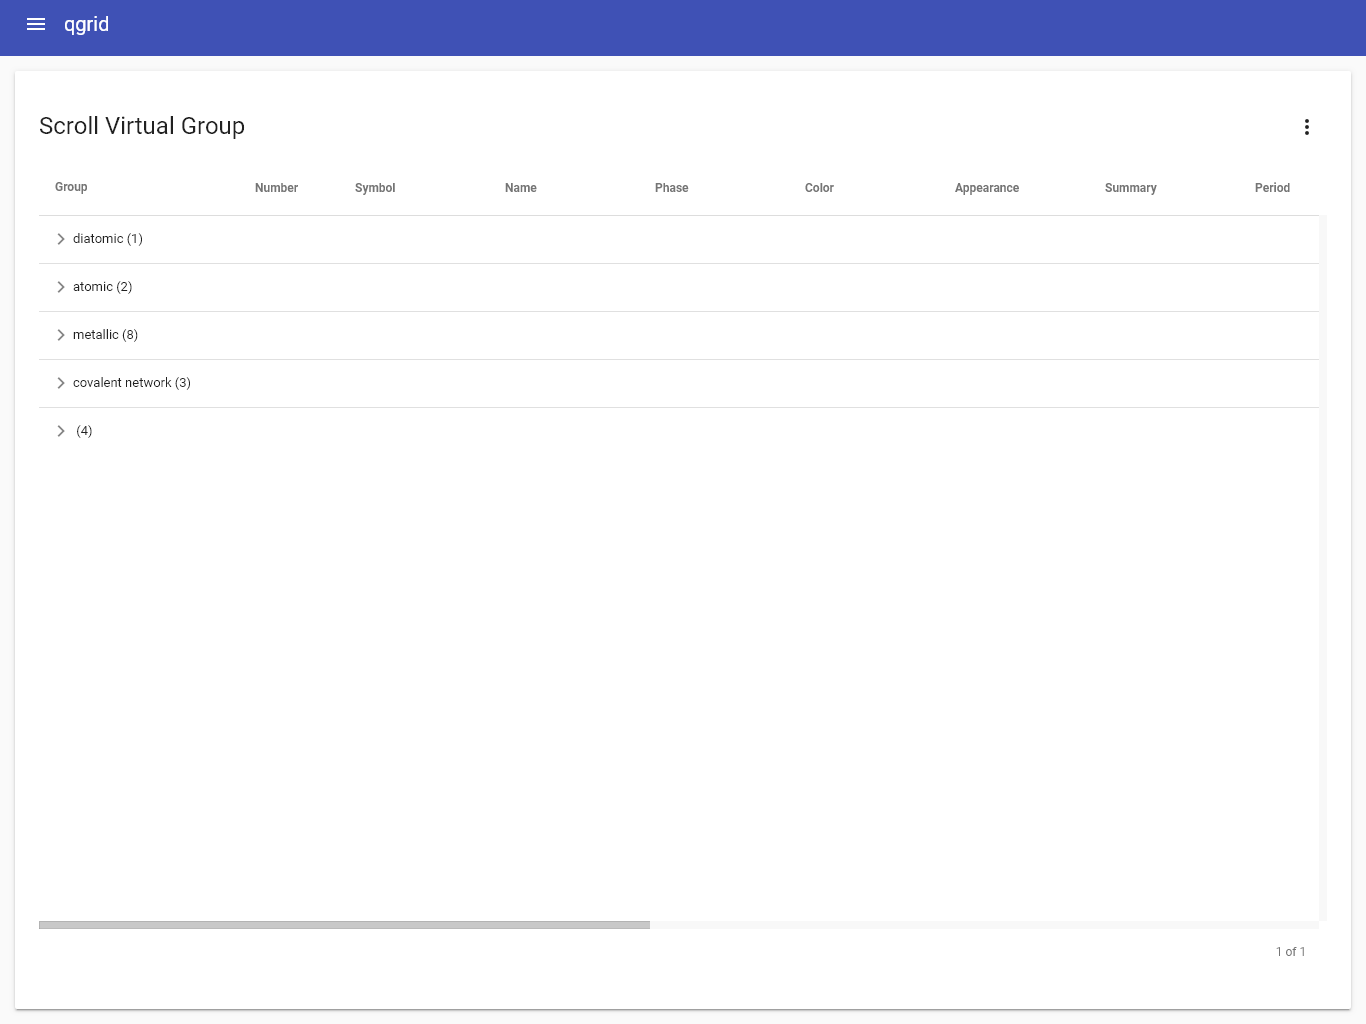 qgrid
Scroll Virtual Group
Group Number Symbol Name Phase Color Appearance Summary Period
diatomic (1)
atomic (2)
metallic (8)
covalent network (3)
(4)
1 of 1